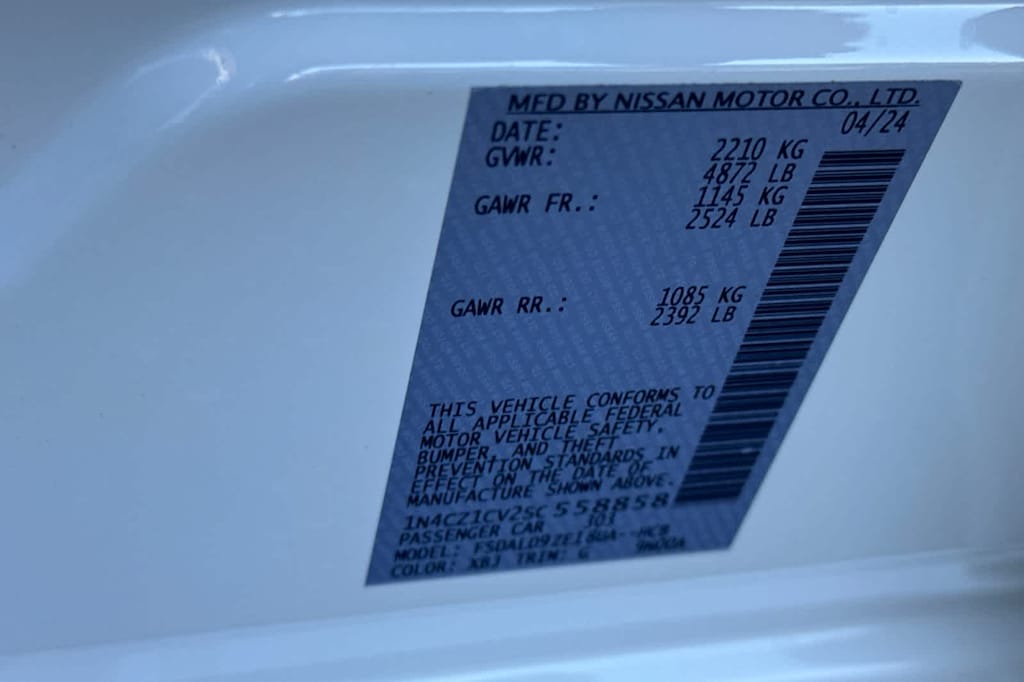 MFD BY NISSAN MOTOR CO., LTD.
DATE: 04/24
GVWR: 2210 KG
4872 LB
GAWR FR.: 1145 KG
2524 LB
GAWR RR.: 1085 KG
2392 LB
THIS VEHICLE CONFORMS TO
ALL APPLICABLE FEDERAL
MOTOR VEHICLE SAFETY,
BUMPER, AND THEFT
PREVENTION STANDARDS IN
EFFECT ON THE DATE OF
MANUFACTURE SHOWN ABOVE.
1N4CZ1CV2SC558858
PASSENGER CAR J03
MODEL:
COLOR: XBJ TRIM: G